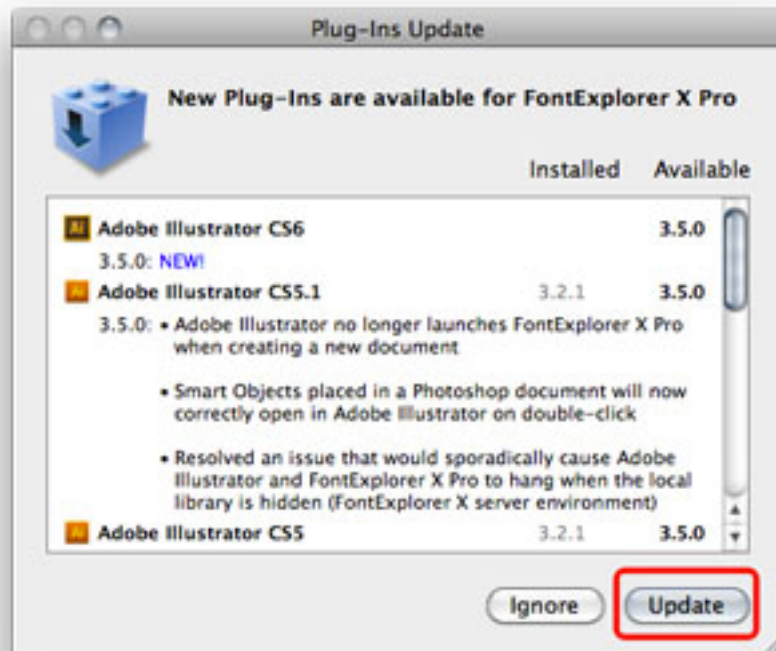 Plug-Ins Update
New Plug-Ins are available for FontExplorer X Pro
Installed Available
Ai Adobe Illustrator CS6 3.5.0
3.5.0: NEW!
Ai Adobe Illustrator CS5.1 3.2.1 3.5.0
3.5.0: • Adobe Illustrator no longer launches FontExplorer X Pro
when creating a new document
• Smart Objects placed in a Photoshop document will now
correctly open in Adobe Illustrator on double-click
• Resolved an issue that would sporadically cause Adobe
Illustrator and FontExplorer X Pro to hang when the local
library is hidden (FontExplorer X server environment)
Ai Adobe Illustrator CS5 3.2.1 3.5.0
Ignore Update